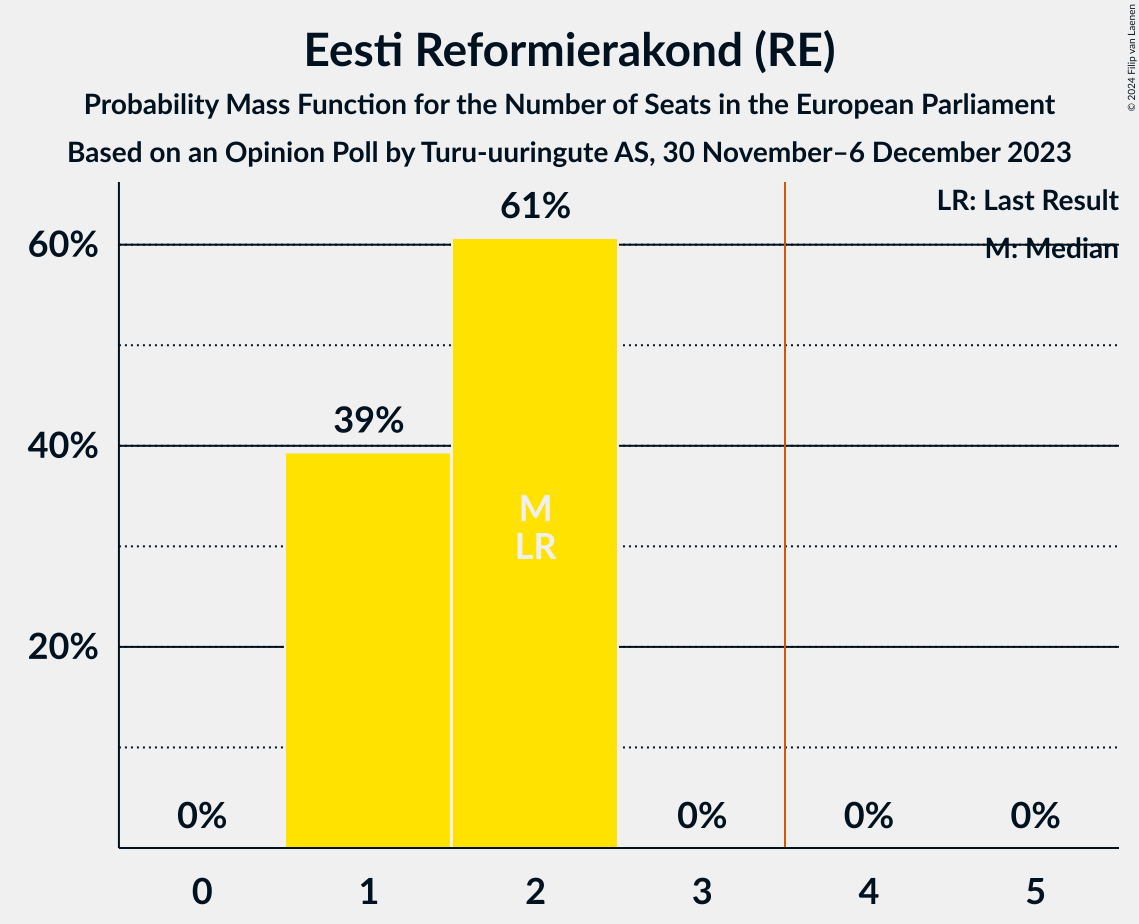 Eesti Reformierakond (RE)
Probability Mass Function for the Number of Seats in the European Parliament
Based on an Opinion Poll by Turu-uuringute AS, 30 November–6 December 2023
© 2024 Filip van Laenen
LR: Last Result
M: Median
61%
60%
39%
40%
M
LR
20%
0%
0%
0%
0%
0 1 2 3 4 5